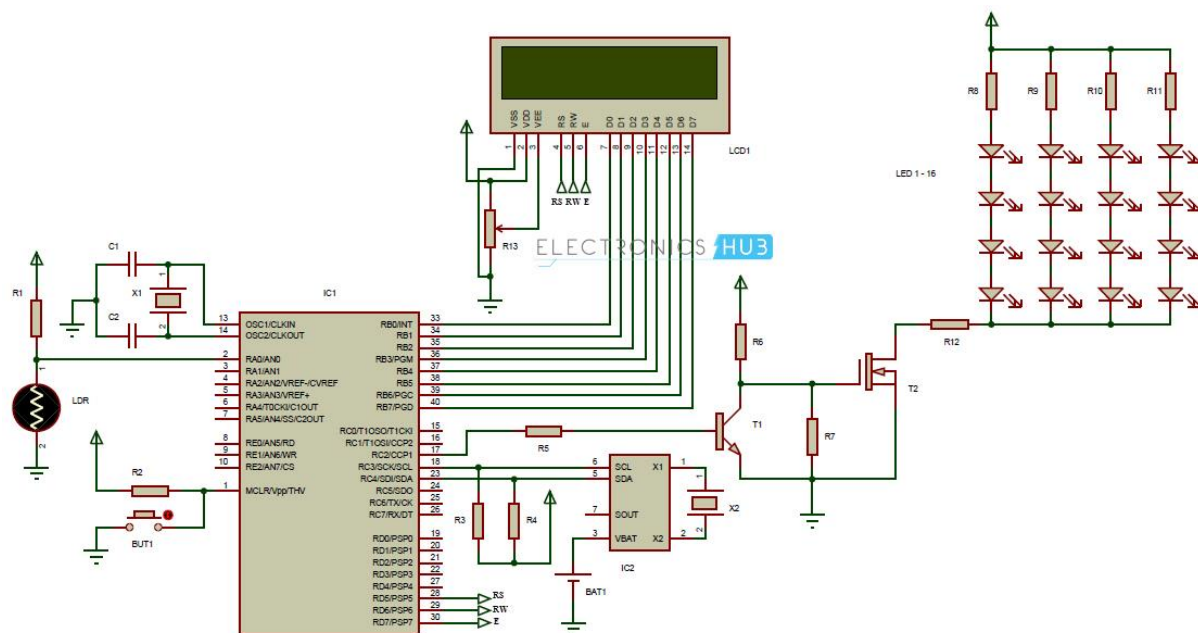 LCD1
VSS
VDD
VEE
RS
RW
E
D0
D1
D2
D3
D4
D5
D6
D7
1
2
3
4
5
6
7
8
9
10
11
12
13
14
RS RW E
R13
ELECTRONICS HUB
R8
R9
R10
R11
LED 1 - 16
R12
T2
R6
T1
R7
R5
C1
X1
1
2
C2
R1
LDR
1
2
R2
BUT1
IC1
13 OSC1/CLKIN
14 OSC2/CLKOUT
2 RA0/AN0
3 RA1/AN1
4 RA2/AN2/VREF-/CVREF
5 RA3/AN3/VREF+
6 RA4/T0CKI/C1OUT
7 RA5/AN4/SS/C2OUT
8 RE0/AN5/RD
9 RE1/AN6/WR
10 RE2/AN7/CS
1 MCLR/Vpp/THV
RB0/INT 33
RB1 34
RB2 35
RB3/PGM 36
RB4 37
RB5 38
RB6/PGC 39
RB7/PGD 40
RC0/T1OSO/T1CKI 15
RC1/T1OSI/CCP2 16
RC2/CCP1 17
RC3/SCK/SCL 18
RC4/SDI/SDA 23
RC5/SDO 24
RC6/TX/CK 25
RC7/RX/DT 26
RD0/PSP0 19
RD1/PSP1 20
RD2/PSP2 21
RD3/PSP3 22
RD4/PSP4 27
RD5/PSP5 28 RS
RD6/PSP6 29 RW
RD7/PSP7 30 E
R3
R4
6 SCL X1 1
5 SDA
7 SOUT
3 VBAT X2 2
IC2
1
X2
2
BAT1